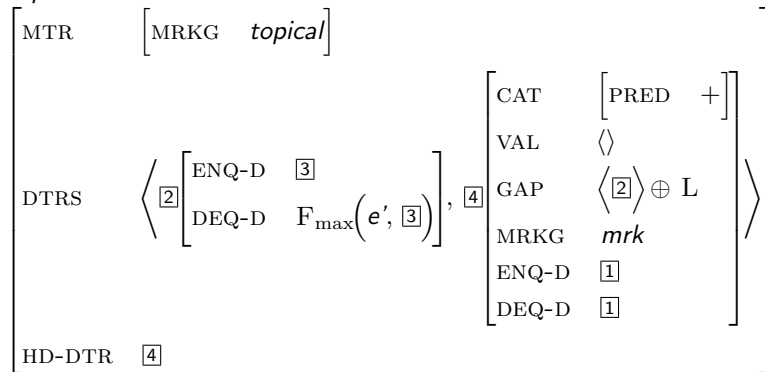 MTR [MRKG topical]
DTRS ⟨ [2] [ENQ-D [3]
DEQ-D F_max(e', [3])], [4] [CAT [PRED +]
VAL ⟨⟩
GAP ⟨[2]⟩ ⊕ L
MRKG mrk
ENQ-D [1]
DEQ-D [1]] ⟩
HD-DTR [4]